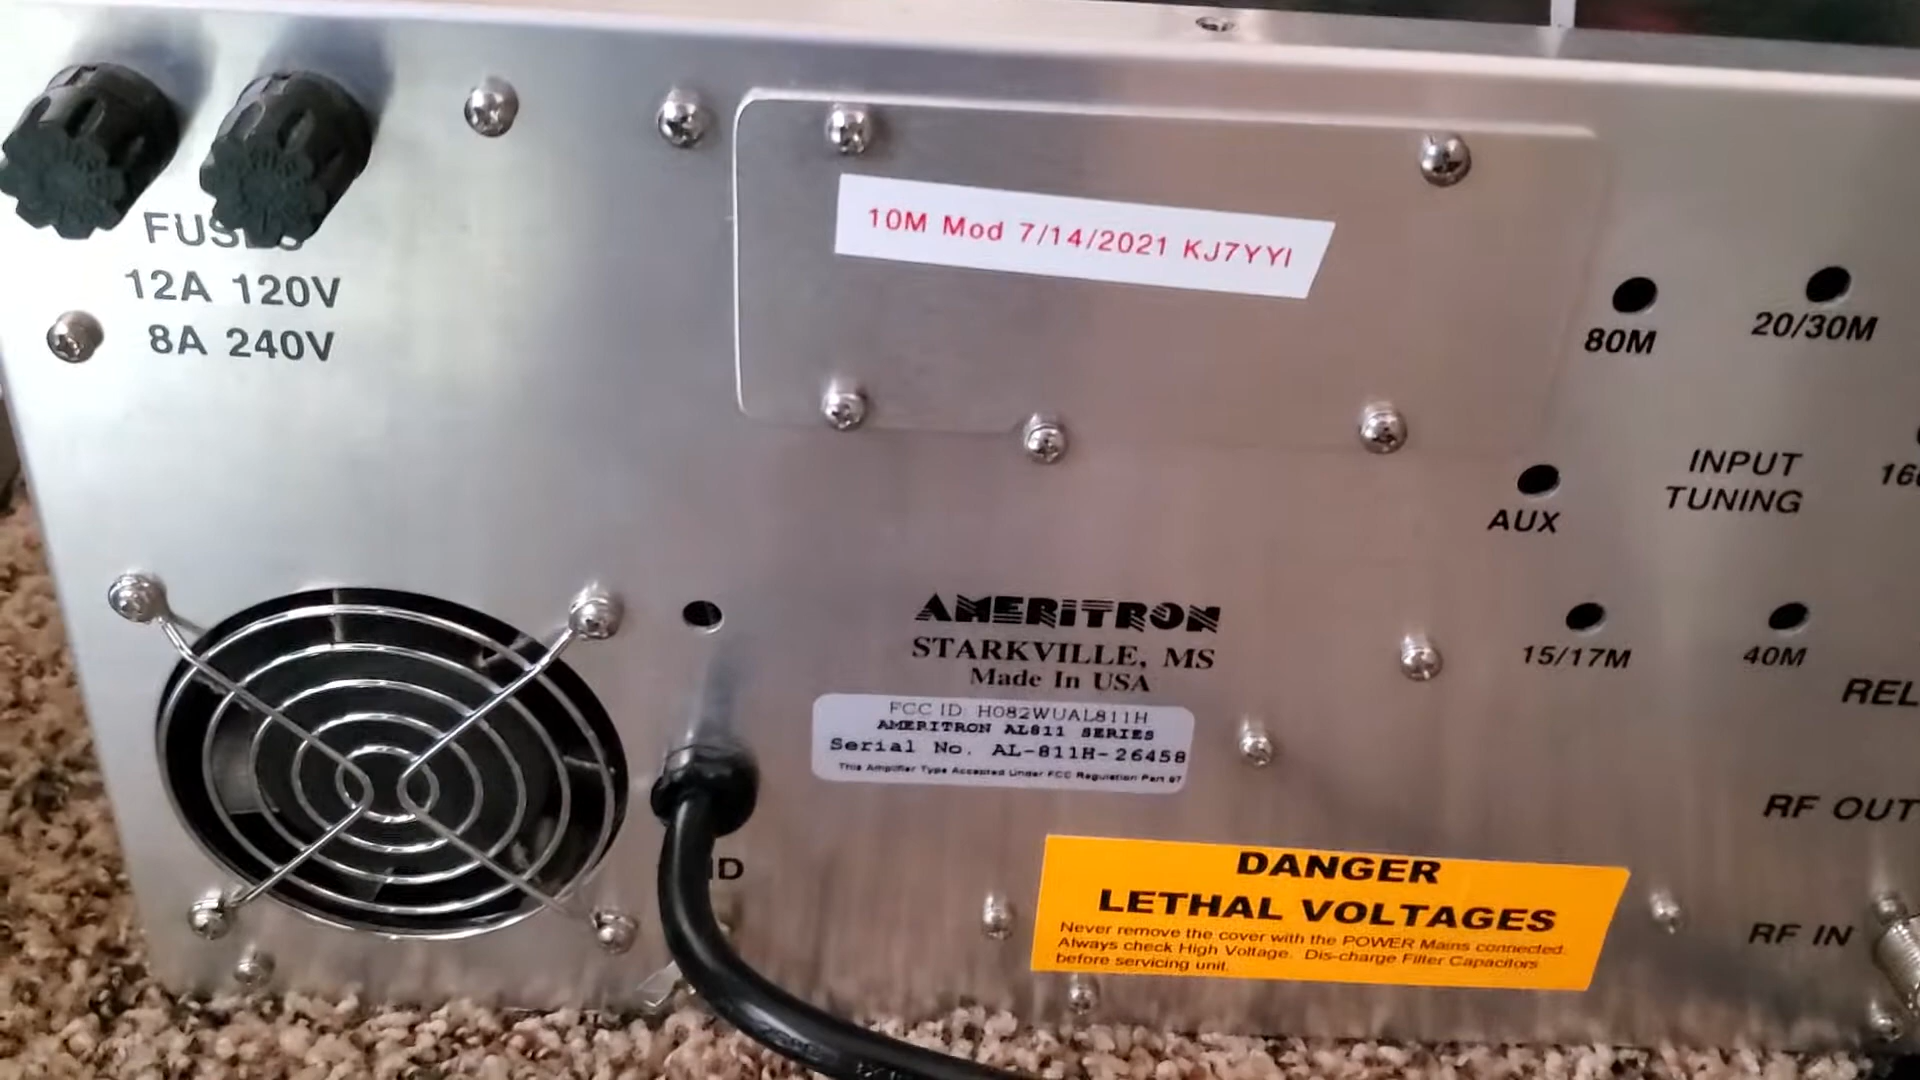 FUSES
12A 120V
8A 240V
10M Mod 7/14/2021 KJ7YYI
80M
20/30M
INPUT
TUNING
AUX
15/17M
40M
REL
AMERITRON
STARKVILLE, MS
Made In USA
FCC ID: HO82WUAL811H
AMERITRON AL811 SERIES
Serial No. AL-811H-26458
This Amplifier Type Accepted Under FCC Regulation Part 97
RF OUT
RF IN
DANGER
LETHAL VOLTAGES
Never remove the cover with the POWER Mains connected.
Always check High Voltage. Dis-charge Filter Capacitors
before servicing unit.